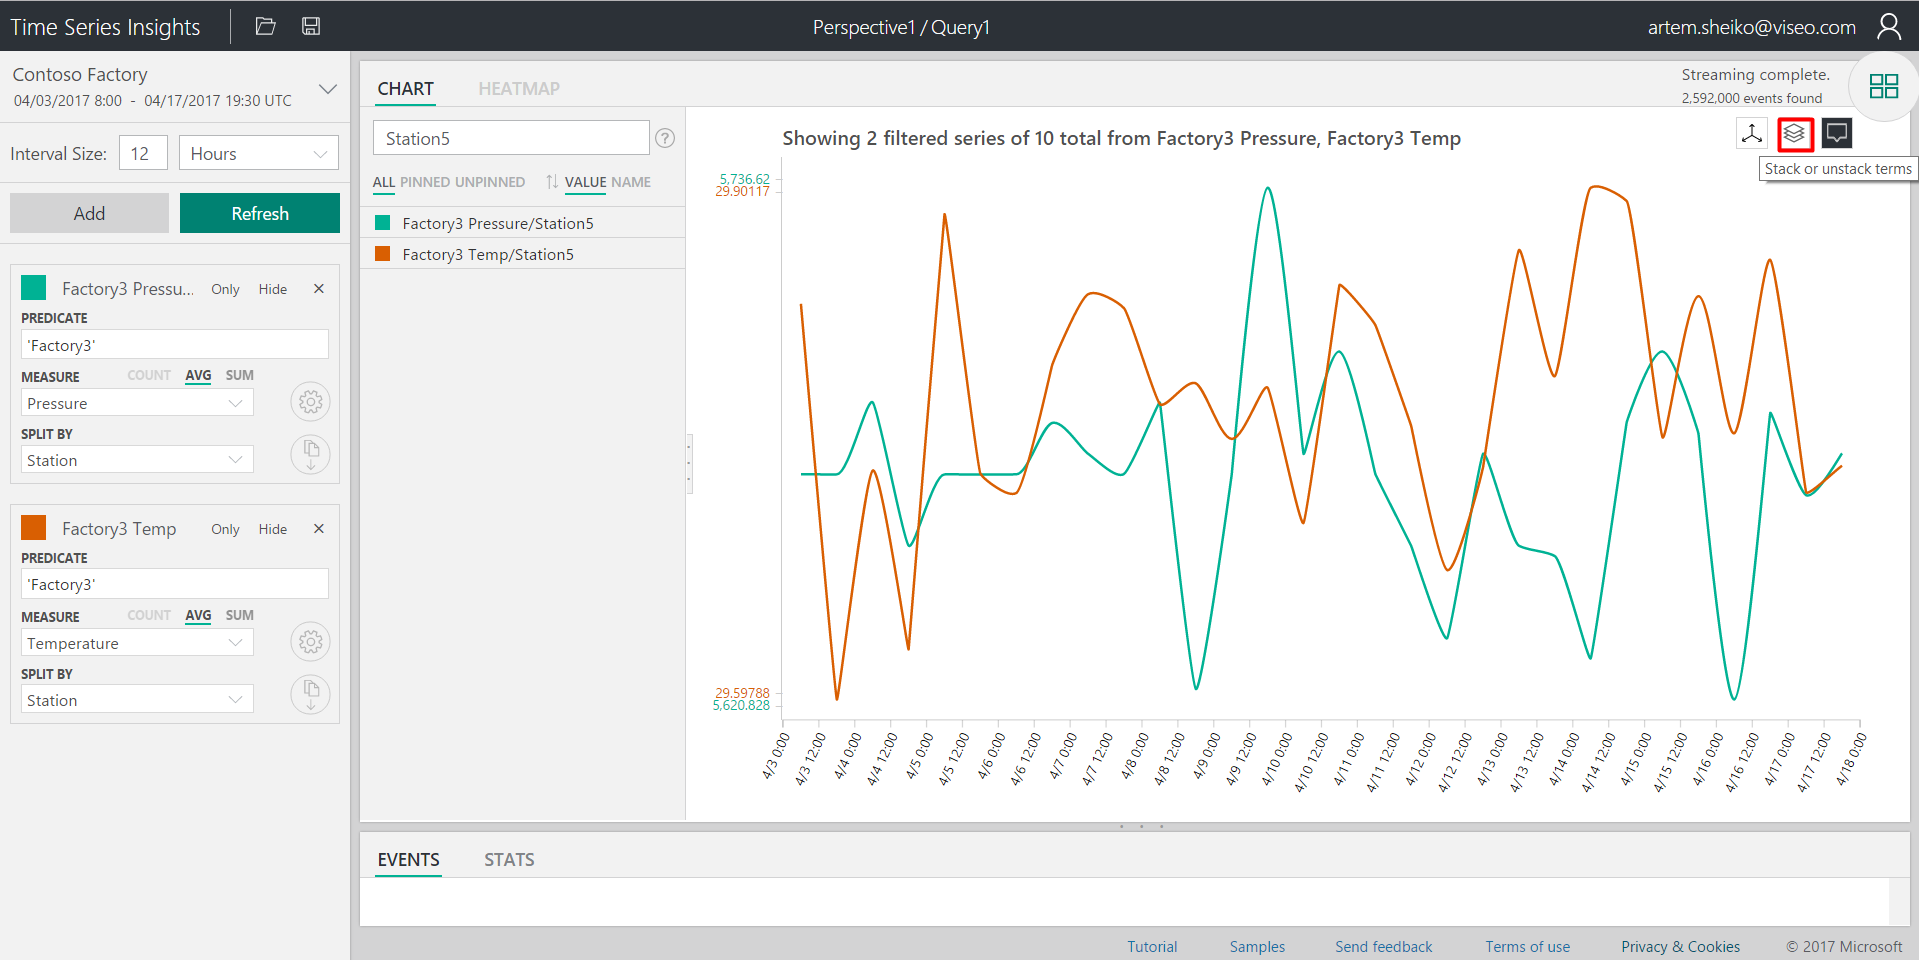 Time Series Insights
Perspective1 / Query1
artem.sheiko@viseo.com
Contoso Factory
04/03/2017 8:00 - 04/17/2017 19:30 UTC
Interval Size: 12 Hours
Add Refresh
Factory3 Pressu... Only Hide ×
PREDICATE
'Factory3'
MEASURE COUNT AVG SUM
Pressure
SPLIT BY
Station
Factory3 Temp Only Hide ×
PREDICATE
'Factory3'
MEASURE COUNT AVG SUM
Temperature
SPLIT BY
Station
CHART HEATMAP
Streaming complete.
2,592,000 events found
Station5 ?
ALL PINNED UNPINNED VALUE NAME
Factory3 Pressure/Station5
Factory3 Temp/Station5
Showing 2 filtered series of 10 total from Factory3 Pressure, Factory3 Temp
Stack or unstack terms
5,736.62
29.90117
29.59788
5,620.828
4/3 0:00
4/3 12:00
4/4 0:00
4/4 12:00
4/5 0:00
4/5 12:00
4/6 0:00
4/6 12:00
4/7 0:00
4/7 12:00
4/8 0:00
4/8 12:00
4/9 0:00
4/9 12:00
4/10 0:00
4/10 12:00
4/11 0:00
4/11 12:00
4/12 0:00
4/12 12:00
4/13 0:00
4/13 12:00
4/14 0:00
4/14 12:00
4/15 0:00
4/15 12:00
4/16 0:00
4/16 12:00
4/17 0:00
4/17 12:00
4/18 0:00
EVENTS STATS
Tutorial Samples Send feedback Terms of use Privacy & Cookies © 2017 Microsoft